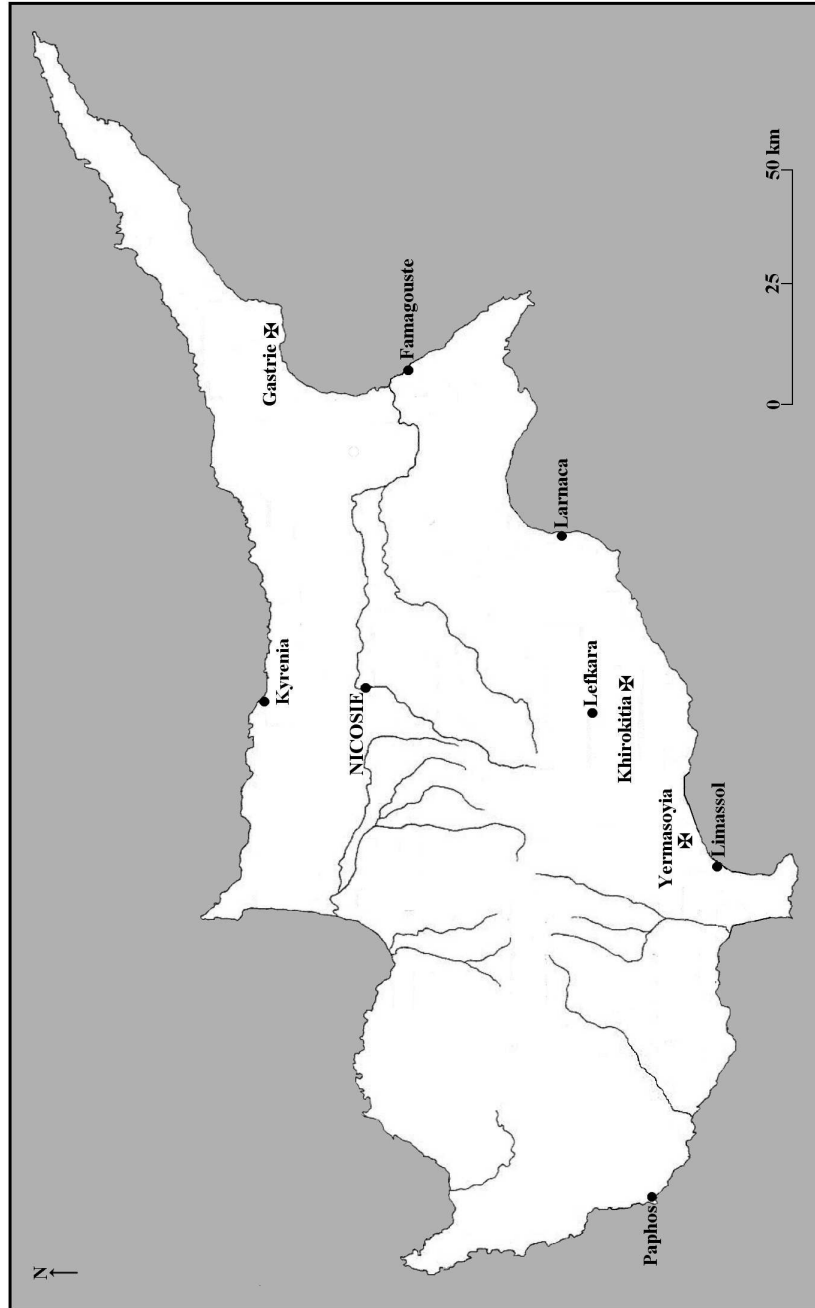 N
Kyrenia
Gastrie
NICOSIE
Famagouste
Larnaca
Lefkara
Khirokitia
Yermasoyia
Limassol
Paphos
0 25 50 km